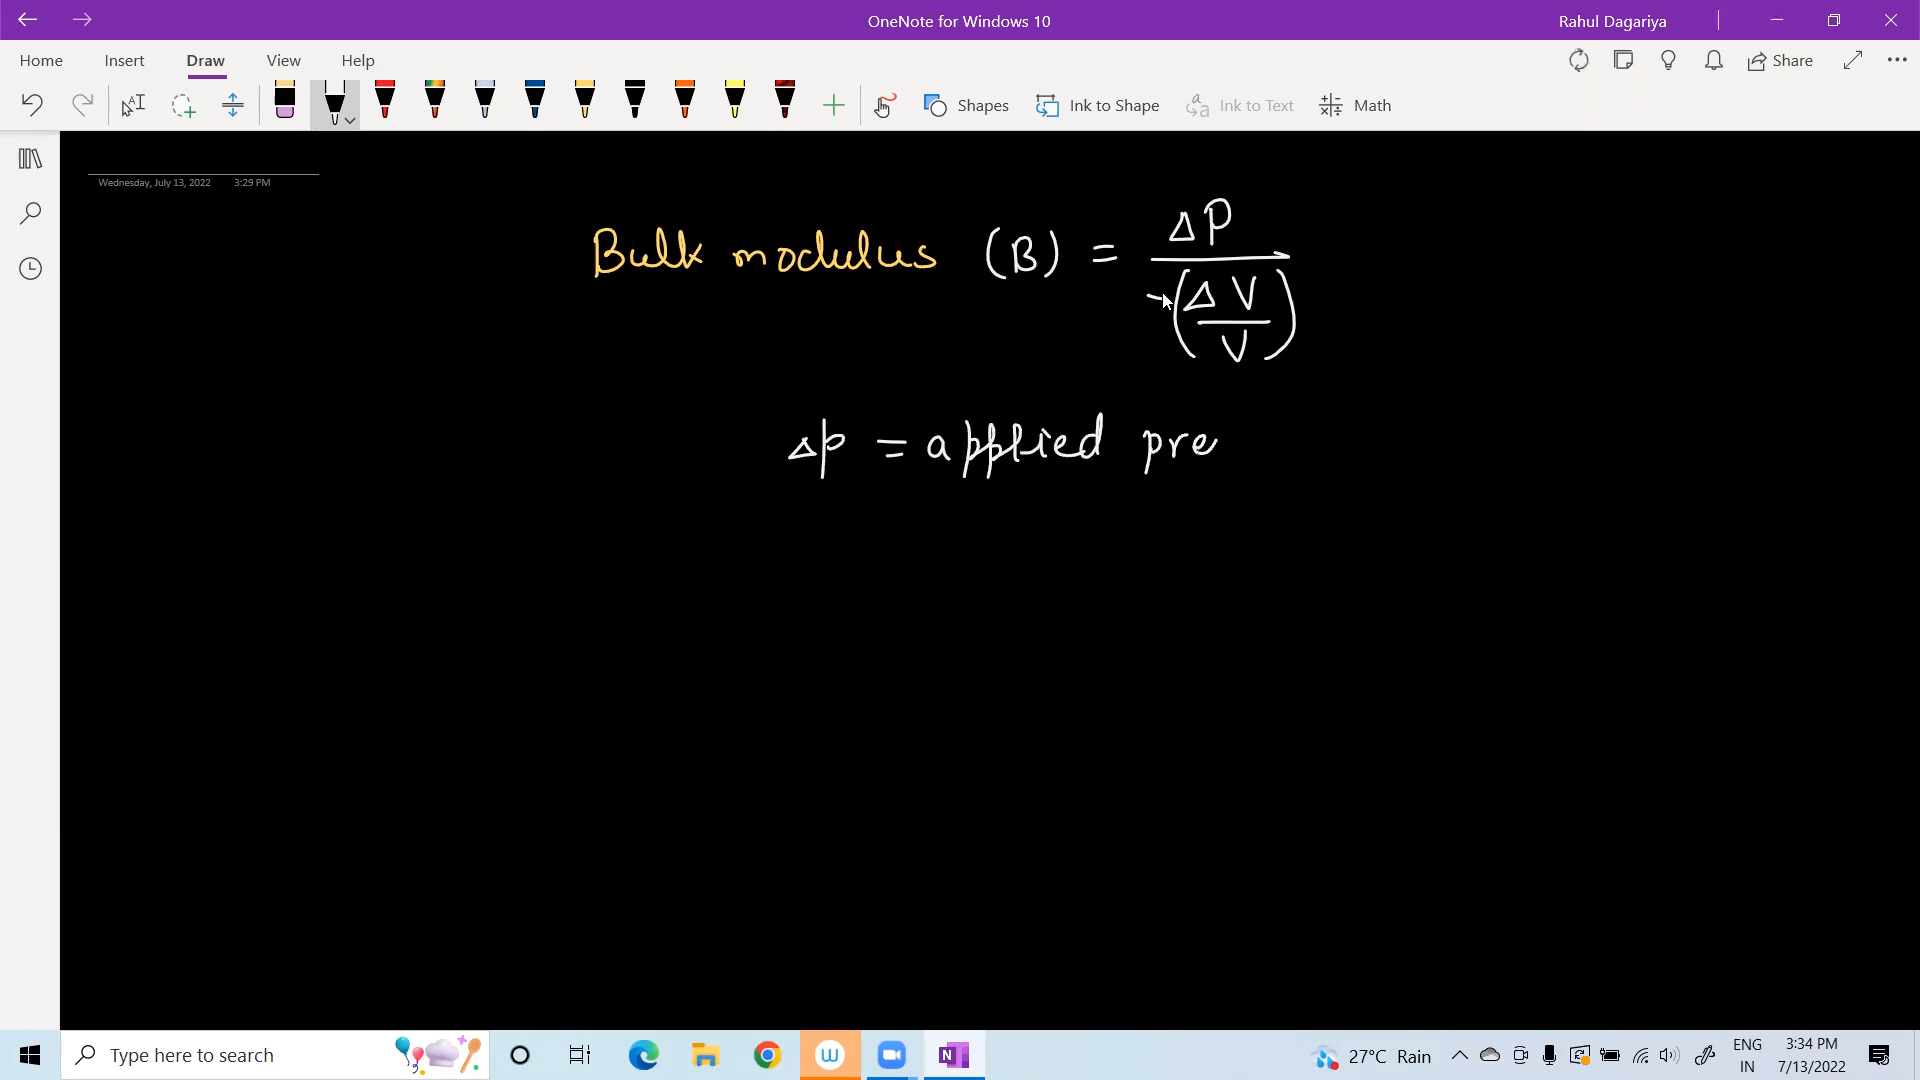 OneNote for Windows 10
Rahul Dagariya
Home Insert Draw View Help
Share
Shapes Ink to Shape Ink to Text Math
Wednesday, July 13, 2022 3:29 PM
Bulk modulus (B) = ΔP / -(ΔV/V)
Δp = applied pre
Type here to search
27°C Rain
ENG
IN
3:34 PM
7/13/2022